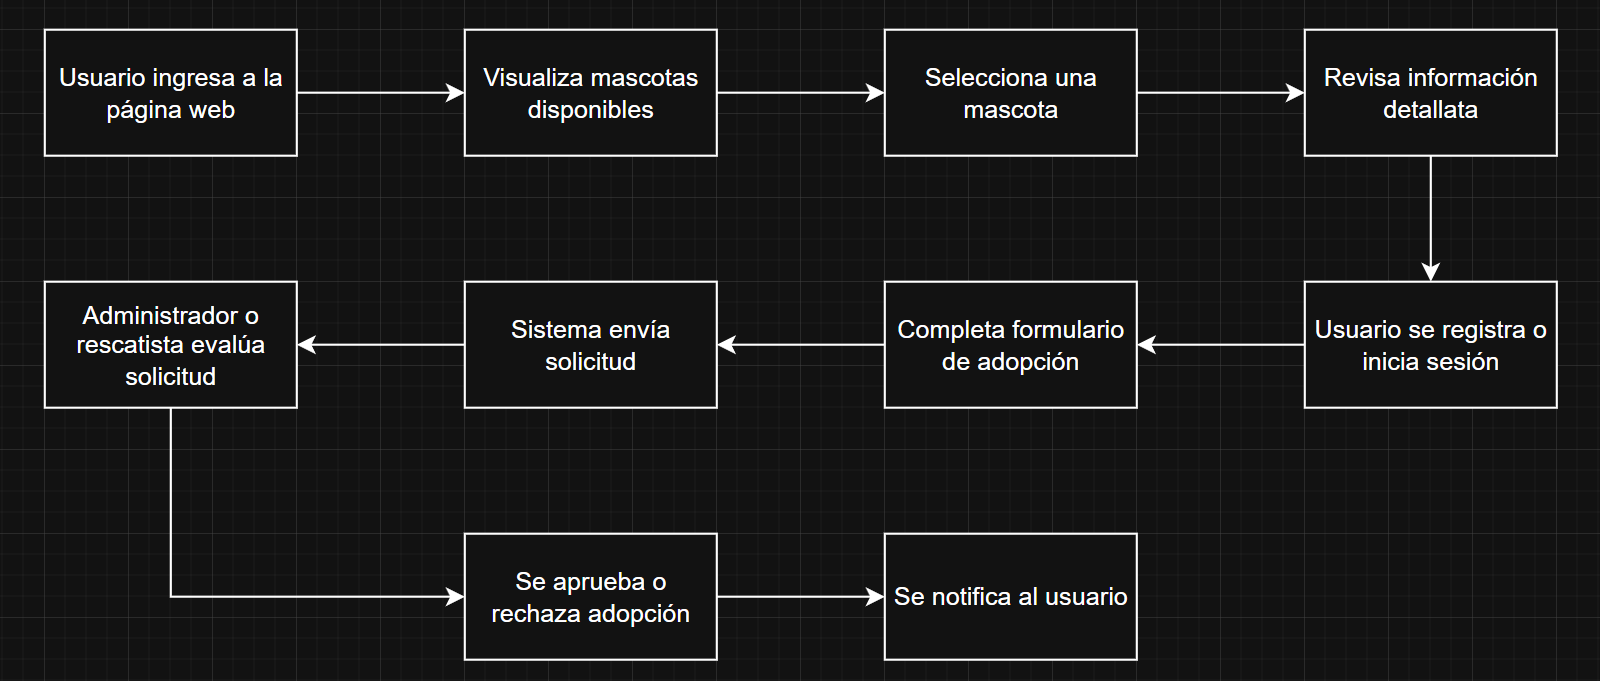 Usuario ingresa a la
página web
Visualiza mascotas
disponibles
Selecciona una
mascota
Revisa información
detallata
Usuario se registra o
inicia sesión
Completa formulario
de adopción
Sistema envía
solicitud
Administrador o
rescatista evalúa
solicitud
Se aprueba o
rechaza adopción
Se notifica al usuario